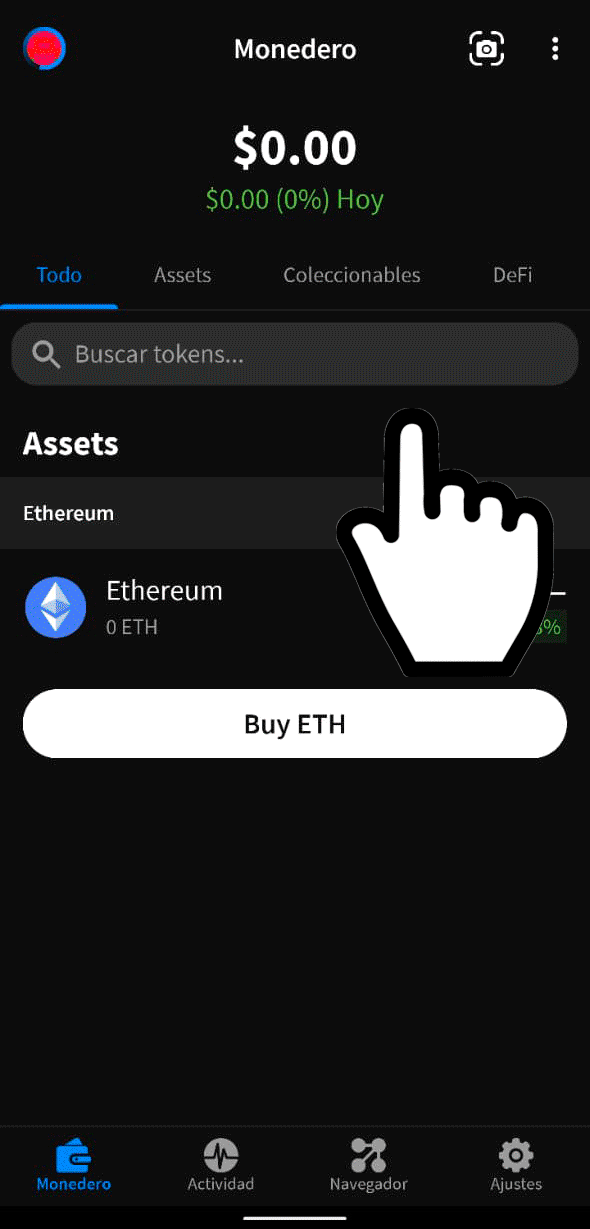 Monedero
$0.00
$0.00 (0%) Hoy
Todo Assets Coleccionables DeFi
Buscar tokens...
Assets
Ethereum
Ethereum
0 ETH
Buy ETH
Monedero Actividad Navegador Ajustes